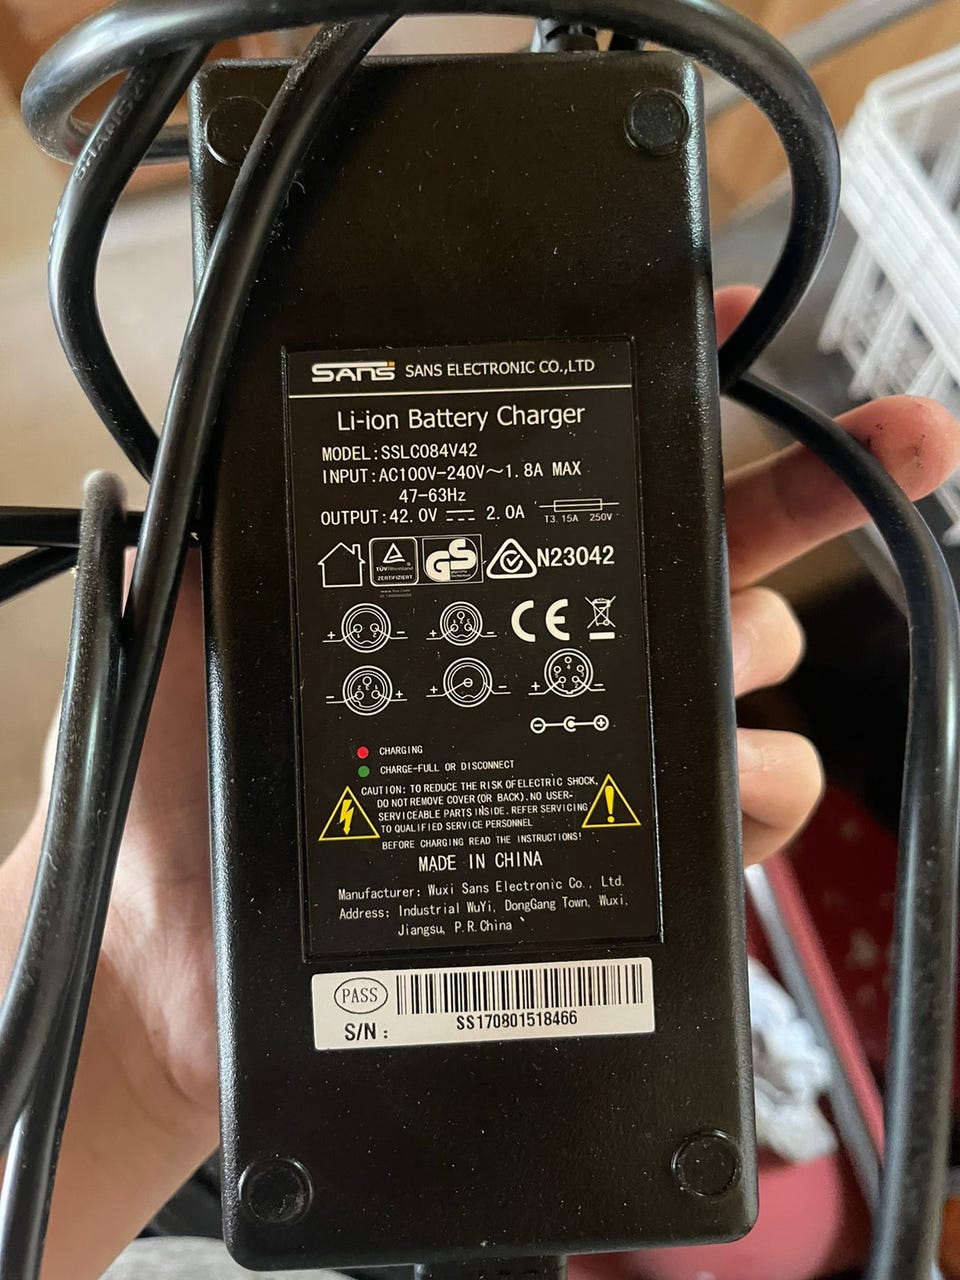 SHANG
SANS SANS ELECTRONIC CO.,LTD
Li-ion Battery Charger
MODEL:SSLC084V42
INPUT:AC100V-240V~1.8A MAX
47-63Hz
OUTPUT:42.0V 2.0A
T3.15A 250V
TÜVRheinland
ZERTIFIZIERT
GS
N23042
CE
CHARGING
CHARGE-FULL OR DISCONNECT
CAUTION: TO REDUCE THE RISK OF ELECTRIC SHOCK,
DO NOT REMOVE COVER (OR BACK). NO USER-
SERVICEABLE PARTS INSIDE. REFER SERVICING
TO QUALIFIED SERVICE PERSONNEL
BEFORE CHARGING READ THE INSTRUCTIONS!
MADE IN CHINA
Manufacturer: Wuxi Sans Electronic Co., Ltd.
Address: Industrial WuYi, DongGang Town, Wuxi,
Jiangsu, P.R.China
PASS
S/N:
SS170801518466